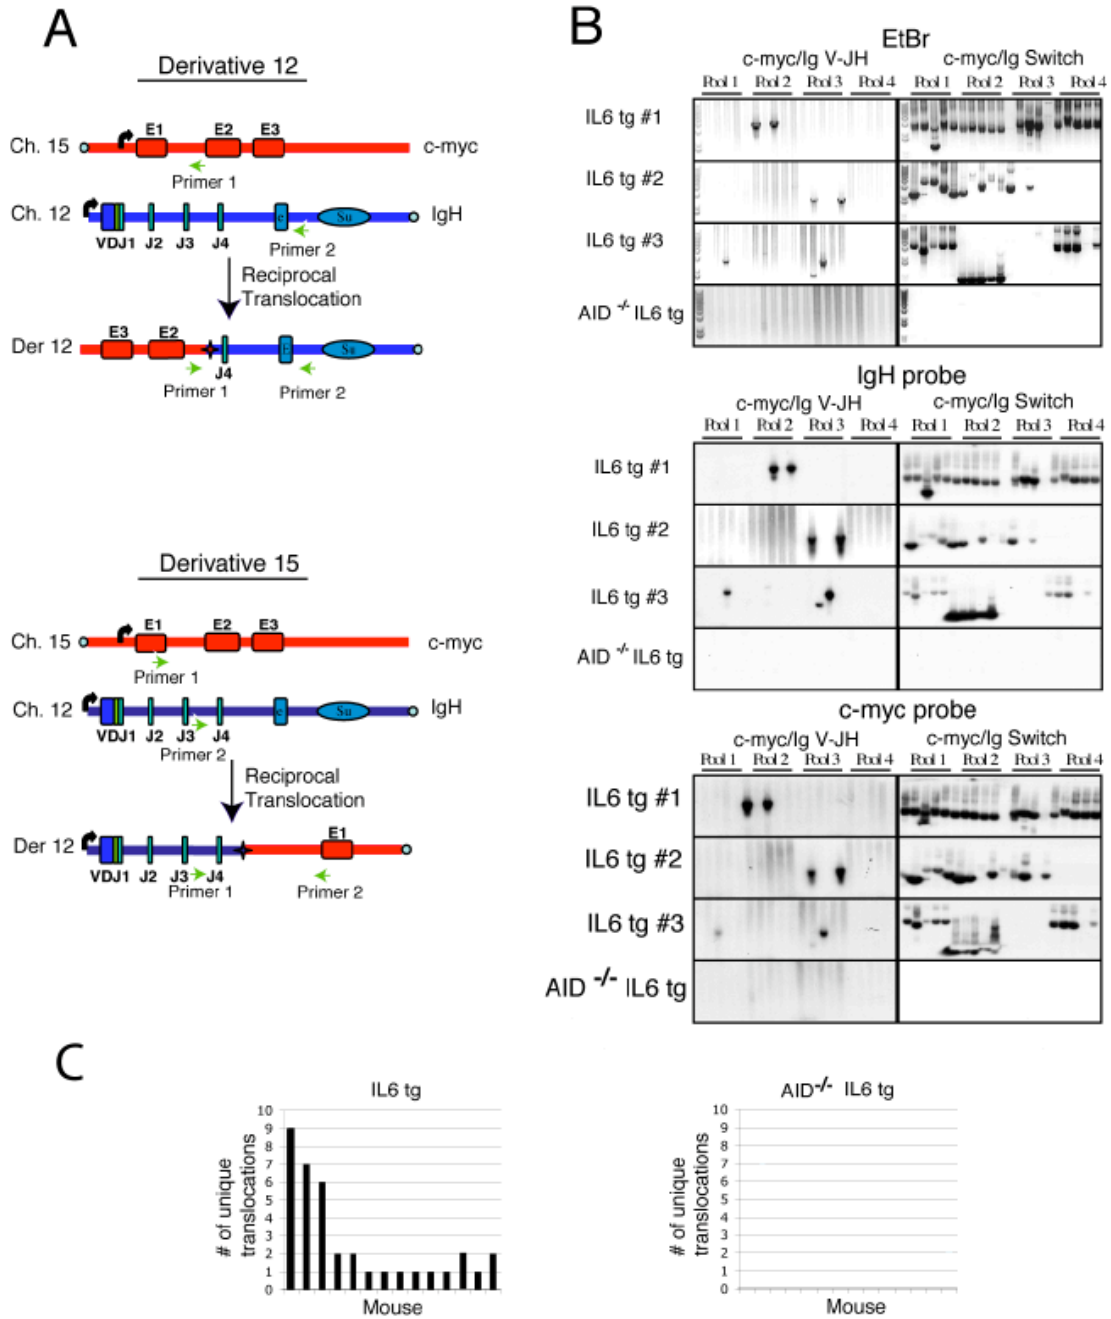 A
Derivative 12
Ch. 15
E1
E2
E3
c-myc
Primer 1
Ch. 12
e
Su
IgH
VDJ1
J2
J3
J4
Primer 2
Reciprocal
Translocation
E3
E2
Der 12
E
Su
J4
Primer 1
Primer 2
Derivative 15
Ch. 15
E1
E2
E3
c-myc
Primer 1
Ch. 12
e
Su
IgH
VDJ1
J2
J3
J4
Primer 2
Reciprocal
Translocation
E1
Der 12
VDJ1
J2
J3
J4
Primer 1
Primer 2
B
EtBr
c-myc/Ig V-JH
c-myc/Ig Switch
Pool 1
Pool 2
Pool 3
Pool 4
Pool 1
Pool 2
Pool 3
Pool 4
IL6 tg #1
IL6 tg #2
IL6 tg #3
AID -/- IL6 tg
IgH probe
c-myc/Ig V-JH
c-myc/Ig Switch
Pool 1
Pool 2
Pool 3
Pool 4
Pool 1
Pool 2
Pool 3
Pool 4
IL6 tg #1
IL6 tg #2
IL6 tg #3
AID -/- IL6 tg
c-myc probe
c-myc/Ig V-JH
c-myc/Ig Switch
Pool 1
Pool 2
Pool 3
Pool 4
Pool 1
Pool 2
Pool 3
Pool 4
IL6 tg #1
IL6 tg #2
IL6 tg #3
AID -/- IL6 tg
C
IL6 tg
# of unique
translocations
10
9
8
7
6
5
4
3
2
1
0
Mouse
AID-/- IL6 tg
# of unique
translocations
10
9
8
7
6
5
4
3
2
1
0
Mouse